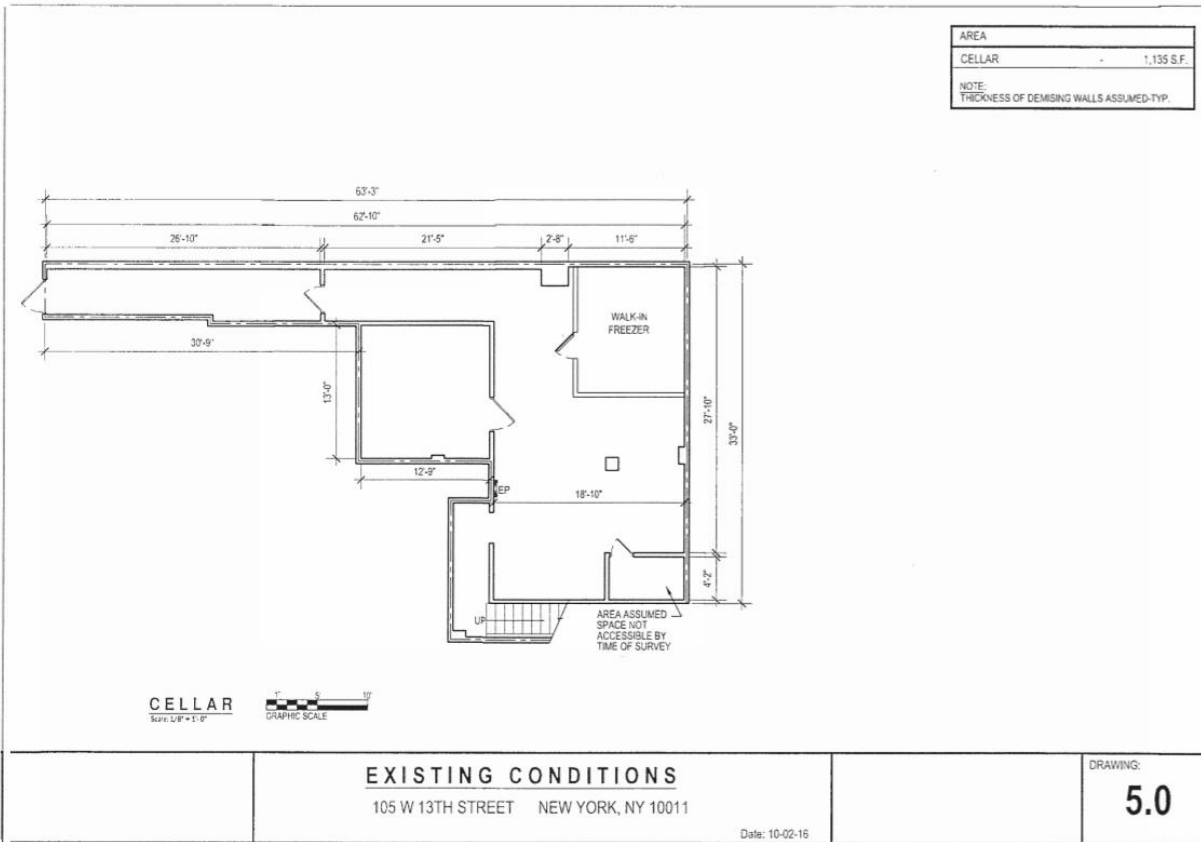 AREA
CELLAR - 1,135 S.F.
NOTE:
THICKNESS OF DEMISING WALLS ASSUMED-TYP.
63'-3"
62'-10"
26'-10" 21'-5" 2'-8" 11'-6"
WALK-IN
FREEZER
30'-9"
13'-0"
27'-10"
33'-0"
12'-9"
EP
18'-10"
4'-2"
UP
AREA ASSUMED
SPACE NOT
ACCESSIBLE BY
TIME OF SURVEY
CELLAR
Scale: 1/8" = 1'-0"
1' 5' 10'
GRAPHIC SCALE
EXISTING CONDITIONS
105 W 13TH STREET NEW YORK, NY 10011
Date: 10-02-16
DRAWING:
5.0